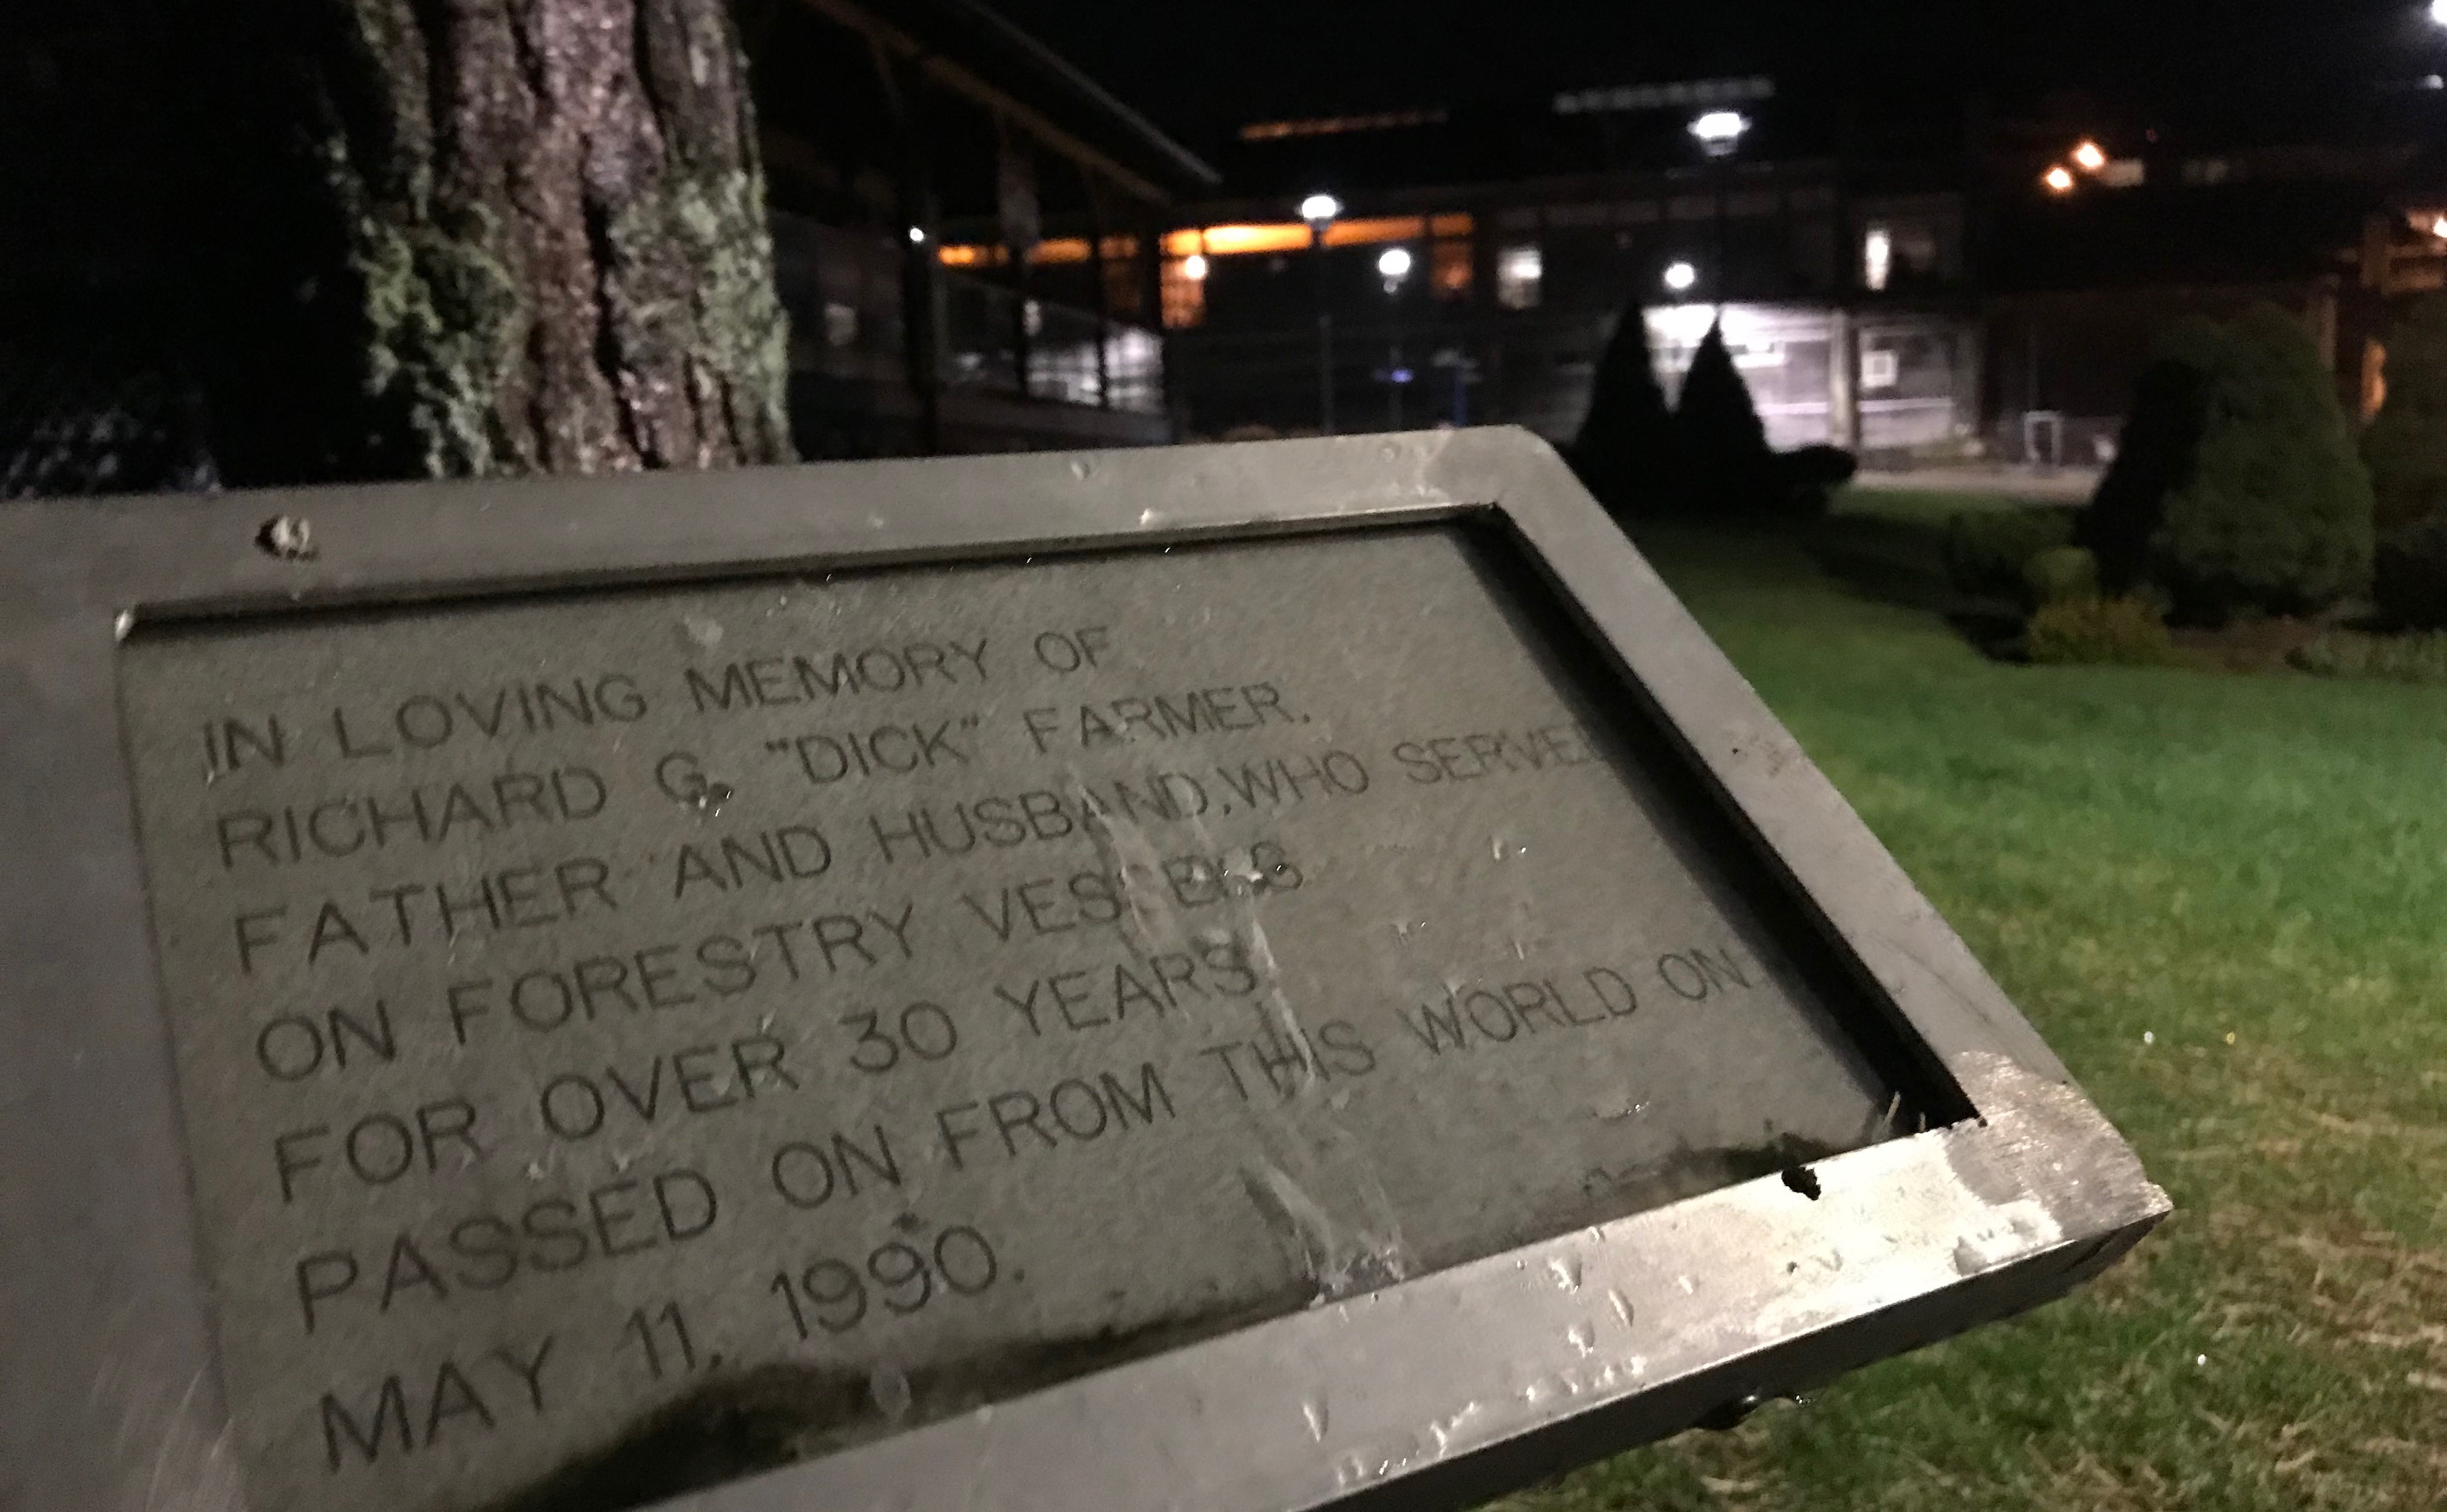 IN LOVING MEMORY OF
RICHARD G. "DICK" FARMER,
FATHER AND HUSBAND, WHO SERVED
ON FORESTRY VESSELS
FOR OVER 30 YEARS
PASSED ON FROM THIS WORLD ON
MAY 11, 1990.